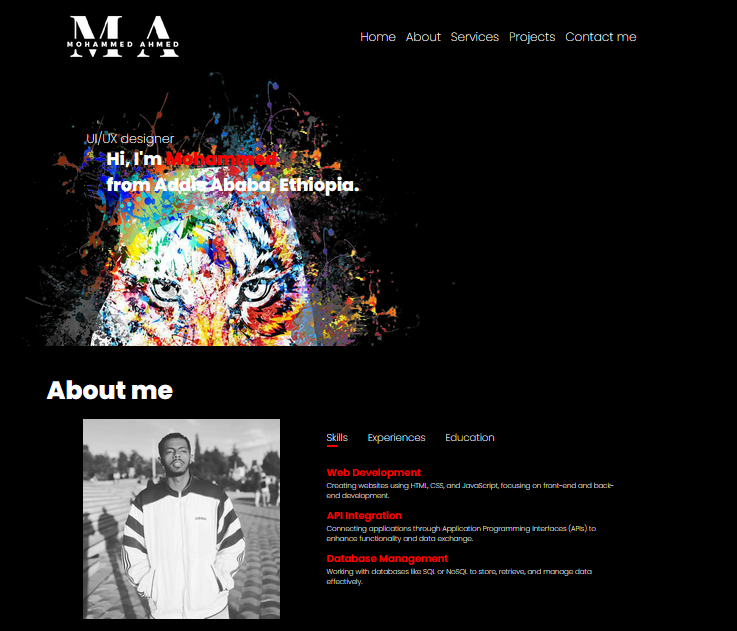 MA
MOHAMMED AHMED
Home About Services Projects Contact me
UI/UX designer
Hi, I'm Mohammed
from Addis Ababa, Ethiopia.
About me
Skills Experiences Education
Web Development
Creating websites using HTML, CSS, and JavaScript, focusing on front-end and back-
end development.
API Integration
Connecting applications through Application Programming Interfaces (APIs) to
enhance functionality and data exchange.
Database Management
Working with databases like SQL or NoSQL to store, retrieve, and manage data
effectively.